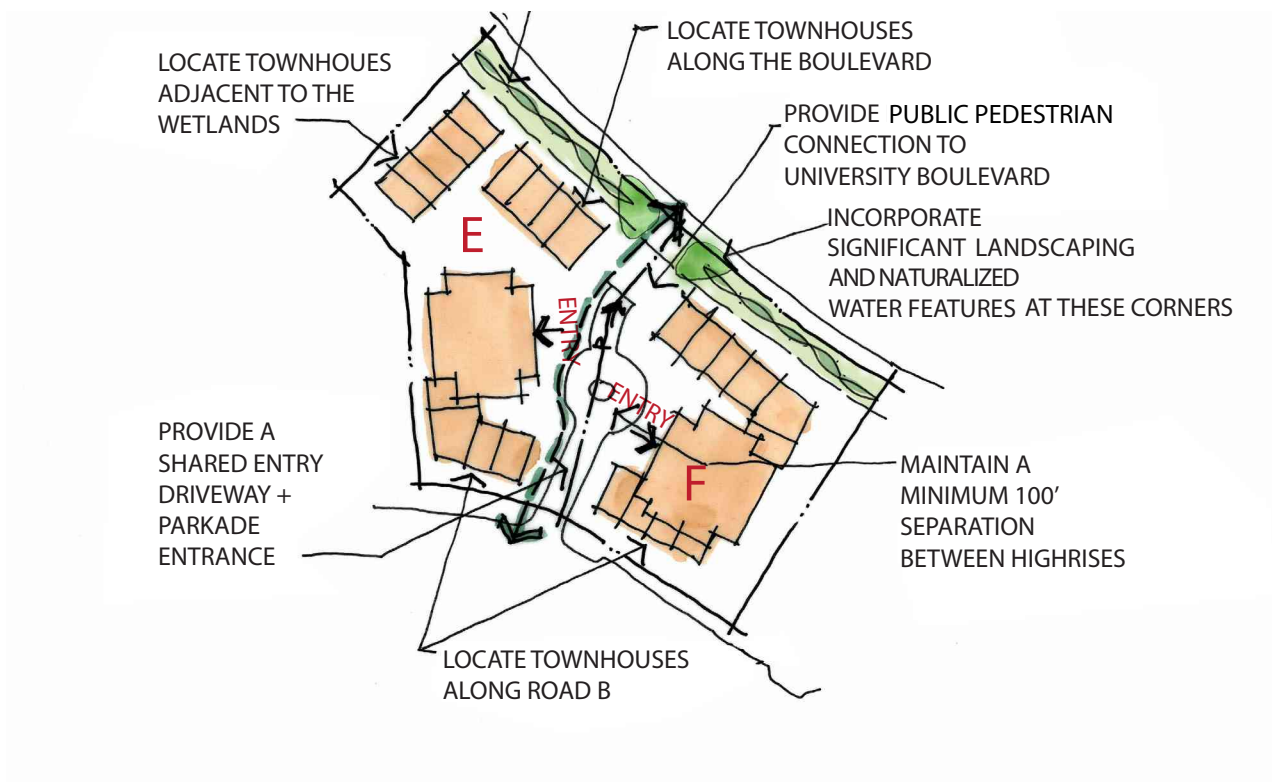 LOCATE TOWNHOUES
ADJACENT TO THE
WETLANDS
LOCATE TOWNHOUSES
ALONG THE BOULEVARD
PROVIDE PUBLIC PEDESTRIAN
CONNECTION TO
UNIVERSITY BOULEVARD
INCORPORATE
SIGNIFICANT LANDSCAPING
AND NATURALIZED
WATER FEATURES AT THESE CORNERS
E
ENTRY
ENTRY
F
PROVIDE A
SHARED ENTRY
DRIVEWAY +
PARKADE
ENTRANCE
MAINTAIN A
MINIMUM 100’
SEPARATION
BETWEEN HIGHRISES
LOCATE TOWNHOUSES
ALONG ROAD B